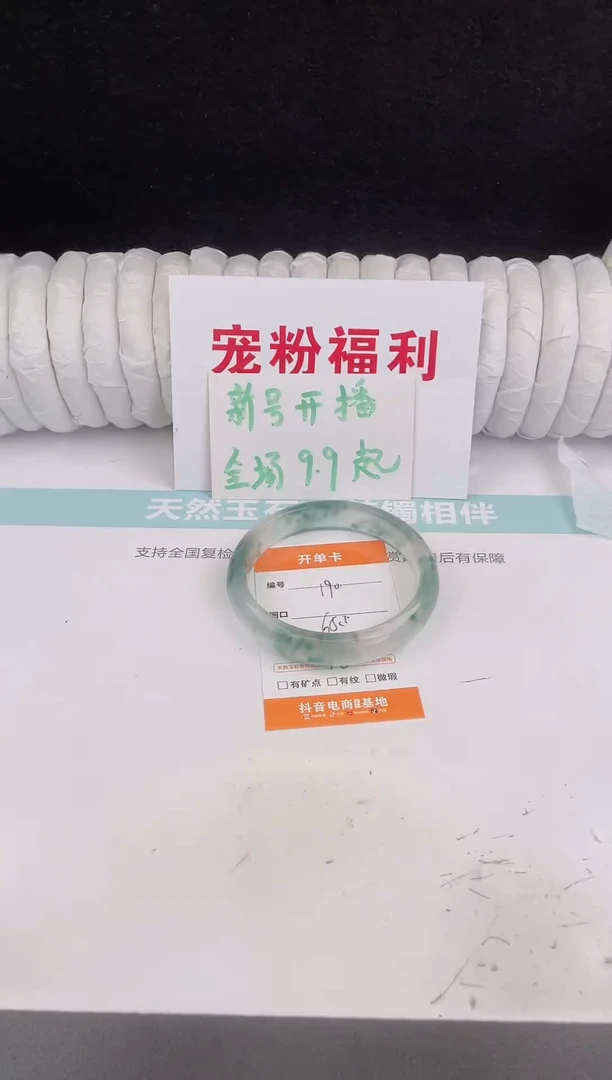 宠粉福利
新号开播
全场9.9起
天然玉石 镯相伴
支持全国复检 后有保障
开单卡
编号 190
圈口
□有矿点 □有纹 □微瑕
抖音电商 基地